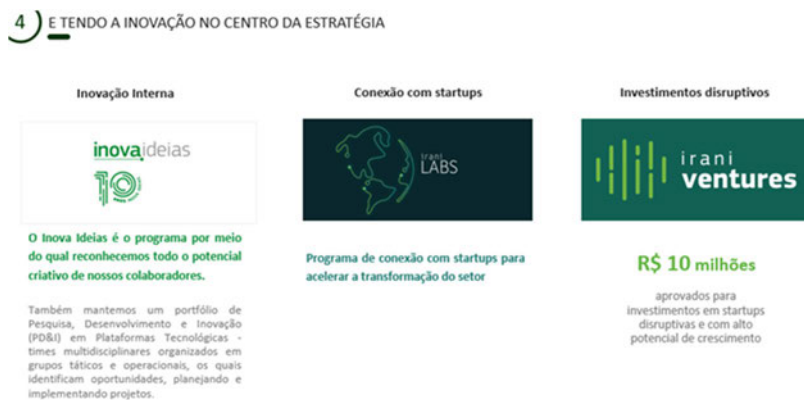 4 E TENDO A INOVAÇÃO NO CENTRO DA ESTRATÉGIA
Inovação Interna
inovaideias
10
O Inova Ideias é o programa por meio
do qual reconhecemos todo o potencial
criativo de nossos colaboradores.
Também mantemos um portfólio de
Pesquisa, Desenvolvimento e Inovação
(PD&I) em Plataformas Tecnológicas -
times multidisciplinares organizados em
grupos táticos e operacionais, os quais
identificam oportunidades, planejando e
implementando projetos.
Conexão com startups
irani
LABS
Programa de conexão com startups para
acelerar a transformação do setor
Investimentos disruptivos
irani
ventures
R$ 10 milhões
aprovados para
investimentos em startups
disruptivas e com alto
potencial de crescimento